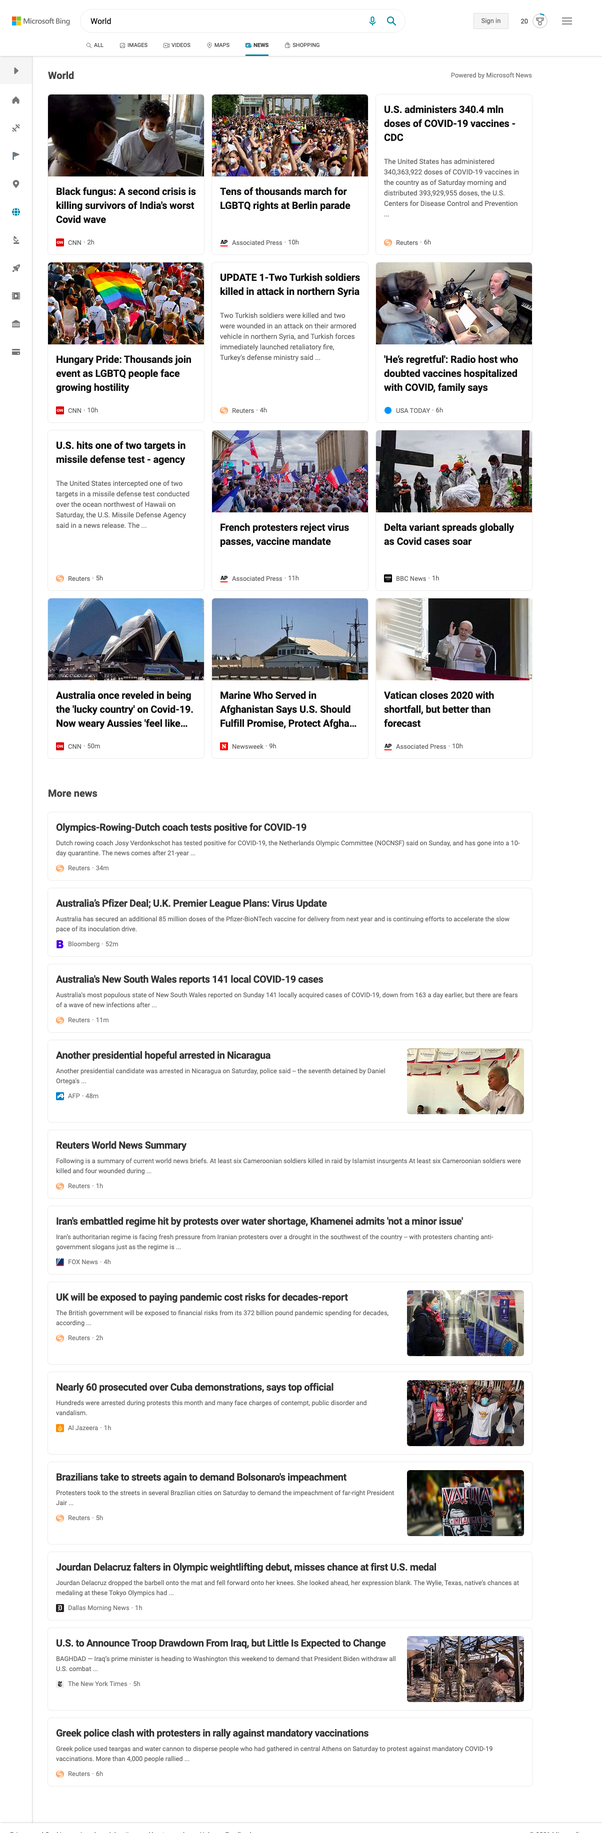 Microsoft Bing
World
Sign in
20
ALL
IMAGES
VIDEOS
MAPS
NEWS
SHOPPING
World
Powered by Microsoft News
Black fungus: A second crisis is
killing survivors of India's worst
Covid wave
CNN · 2h
Tens of thousands march for
LGBTQ rights at Berlin parade
Associated Press · 10h
U.S. administers 340.4 mln
doses of COVID-19 vaccines -
CDC
The United States has administered
340,363,922 doses of COVID-19 vaccines in
the country as of Saturday morning and
distributed 393,929,955 doses, the U.S.
Centers for Disease Control and Prevention
...
Reuters · 6h
Hungary Pride: Thousands join
event as LGBTQ people face
growing hostility
CNN · 10h
UPDATE 1-Two Turkish soldiers
killed in attack in northern Syria
Two Turkish soldiers were killed and two
were wounded in an attack on their armored
vehicle in northern Syria, and Turkish forces
immediately launched retaliatory fire,
Turkey's defense ministry said ...
Reuters · 4h
'He's regretful': Radio host who
doubted vaccines hospitalized
with COVID, family says
USA TODAY · 6h
U.S. hits one of two targets in
missile defense test - agency
The United States intercepted one of two
targets in a missile defense test conducted
over the ocean northwest of Hawaii on
Saturday, the U.S. Missile Defense Agency
said in a news release. The ...
Reuters · 5h
French protesters reject virus
passes, vaccine mandate
Associated Press · 11h
Delta variant spreads globally
as Covid cases soar
BBC News · 1h
Australia once reveled in being
the 'lucky country' on Covid-19.
Now weary Aussies 'feel like...
CNN · 50m
Marine Who Served in
Afghanistan Says U.S. Should
Fulfill Promise, Protect Afgha...
Newsweek · 9h
Vatican closes 2020 with
shortfall, but better than
forecast
Associated Press · 10h
More news
Olympics-Rowing-Dutch coach tests positive for COVID-19
Dutch rowing coach Josy Verdonkschot has tested positive for COVID-19, the Netherlands Olympic Committee (NOCNSF) said on Sunday, and has gone into a 10-
day quarantine. The news comes after 21-year ...
Reuters · 34m
Australia's Pfizer Deal; U.K. Premier League Plans: Virus Update
Australia has secured an additional 85 million doses of the Pfizer-BioNTech vaccine for delivery from next year and is continuing efforts to accelerate the slow
pace of its inoculation drive.
Bloomberg · 52m
Australia's New South Wales reports 141 local COVID-19 cases
Australia's most populous state of New South Wales reported on Sunday 141 locally acquired cases of COVID-19, down from 163 a day earlier, but there are fears
of a wave of new infections after ...
Reuters · 11m
Another presidential hopeful arrested in Nicaragua
Another presidential candidate was arrested in Nicaragua on Saturday, police said -- the seventh detained by Daniel
Ortega's ...
AFP · 48m
Reuters World News Summary
Following is a summary of current world news briefs. At least six Cameroonian soldiers killed in raid by Islamist insurgents At least six Cameroonian soldiers were
killed and four wounded during ...
Reuters · 1h
Iran's embattled regime hit by protests over water shortage, Khamenei admits 'not a minor issue'
Iran's authoritarian regime is facing fresh pressure from Iranian protesters over a drought in the southwest of the country – with protesters chanting anti-
government slogans just as the regime is ...
FOX News · 4h
UK will be exposed to paying pandemic cost risks for decades-report
The British government will be exposed to financial risks from its 372 billion pound pandemic spending for decades,
according ...
Reuters · 2h
Nearly 60 prosecuted over Cuba demonstrations, says top official
Hundreds were arrested during protests this month and many face charges of contempt, public disorder and
vandalism.
Al Jazeera · 1h
Brazilians take to streets again to demand Bolsonaro's impeachment
Protesters took to the streets in several Brazilian cities on Saturday to demand the impeachment of far-right President
Jair ...
Reuters · 5h
Jourdan Delacruz falters in Olympic weightlifting debut, misses chance at first U.S. medal
Jourdan Delacruz dropped the barbell onto the mat and fell forward onto her knees. She looked ahead, her expression blank. The Wylie, Texas, native's chances at
medaling at these Tokyo Olympics had ...
Dallas Morning News · 1h
U.S. to Announce Troop Drawdown From Iraq, but Little Is Expected to Change
BAGHDAD — Iraq's prime minister is heading to Washington this weekend to demand that President Biden withdraw all
U.S. combat ...
The New York Times · 5h
Greek police clash with protesters in rally against mandatory vaccinations
Greek police used teargas and water cannon to disperse people who had gathered in central Athens on Saturday to protest against mandatory COVID-19
vaccinations. More than 4,000 people rallied ...
Reuters · 6h